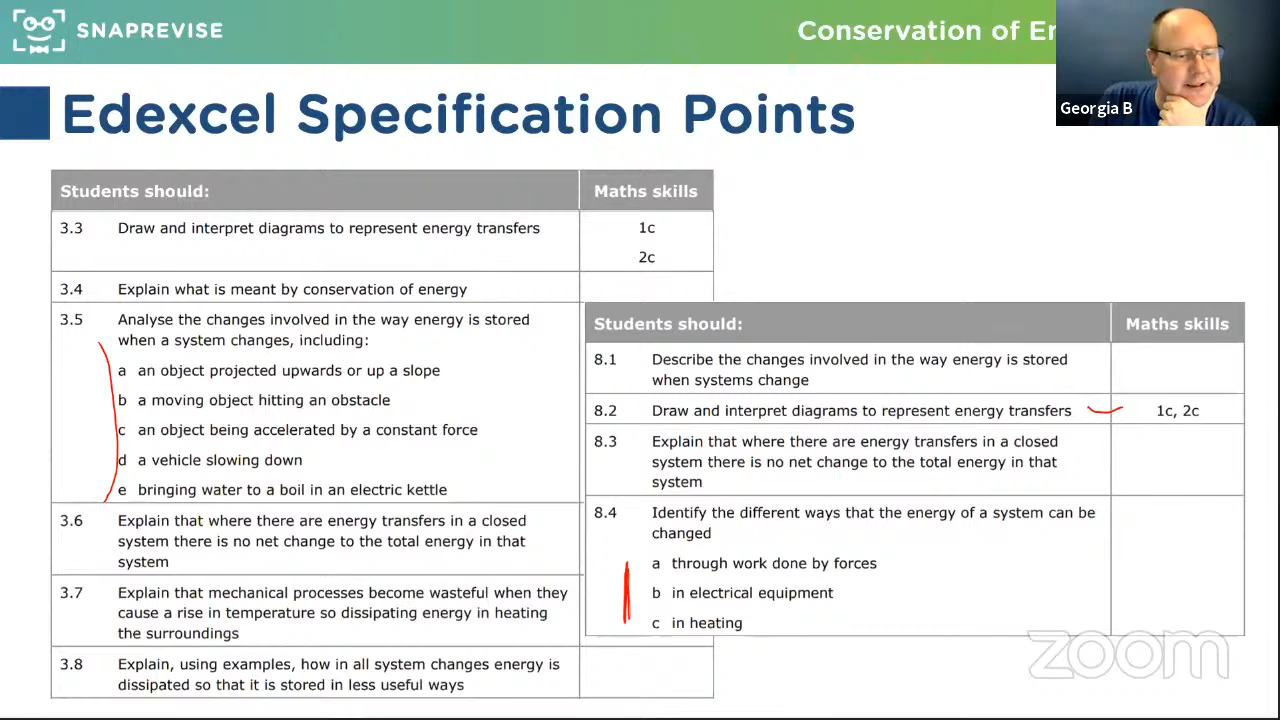 SNAPREVISE
Conservation of En
Georgia B
Edexcel Specification Points
Students should: Maths skills
3.3 Draw and interpret diagrams to represent energy transfers 1c
2c
3.4 Explain what is meant by conservation of energy
3.5 Analyse the changes involved in the way energy is stored
when a system changes, including:
a an object projected upwards or up a slope
b a moving object hitting an obstacle
c an object being accelerated by a constant force
d a vehicle slowing down
e bringing water to a boil in an electric kettle
3.6 Explain that where there are energy transfers in a closed
system there is no net change to the total energy in that
system
3.7 Explain that mechanical processes become wasteful when they
cause a rise in temperature so dissipating energy in heating
the surroundings
3.8 Explain, using examples, how in all system changes energy is
dissipated so that it is stored in less useful ways
Students should: Maths skills
8.1 Describe the changes involved in the way energy is stored
when systems change
8.2 Draw and interpret diagrams to represent energy transfers 1c, 2c
8.3 Explain that where there are energy transfers in a closed
system there is no net change to the total energy in that
system
8.4 Identify the different ways that the energy of a system can be
changed
a through work done by forces
b in electrical equipment
c in heating
zoom